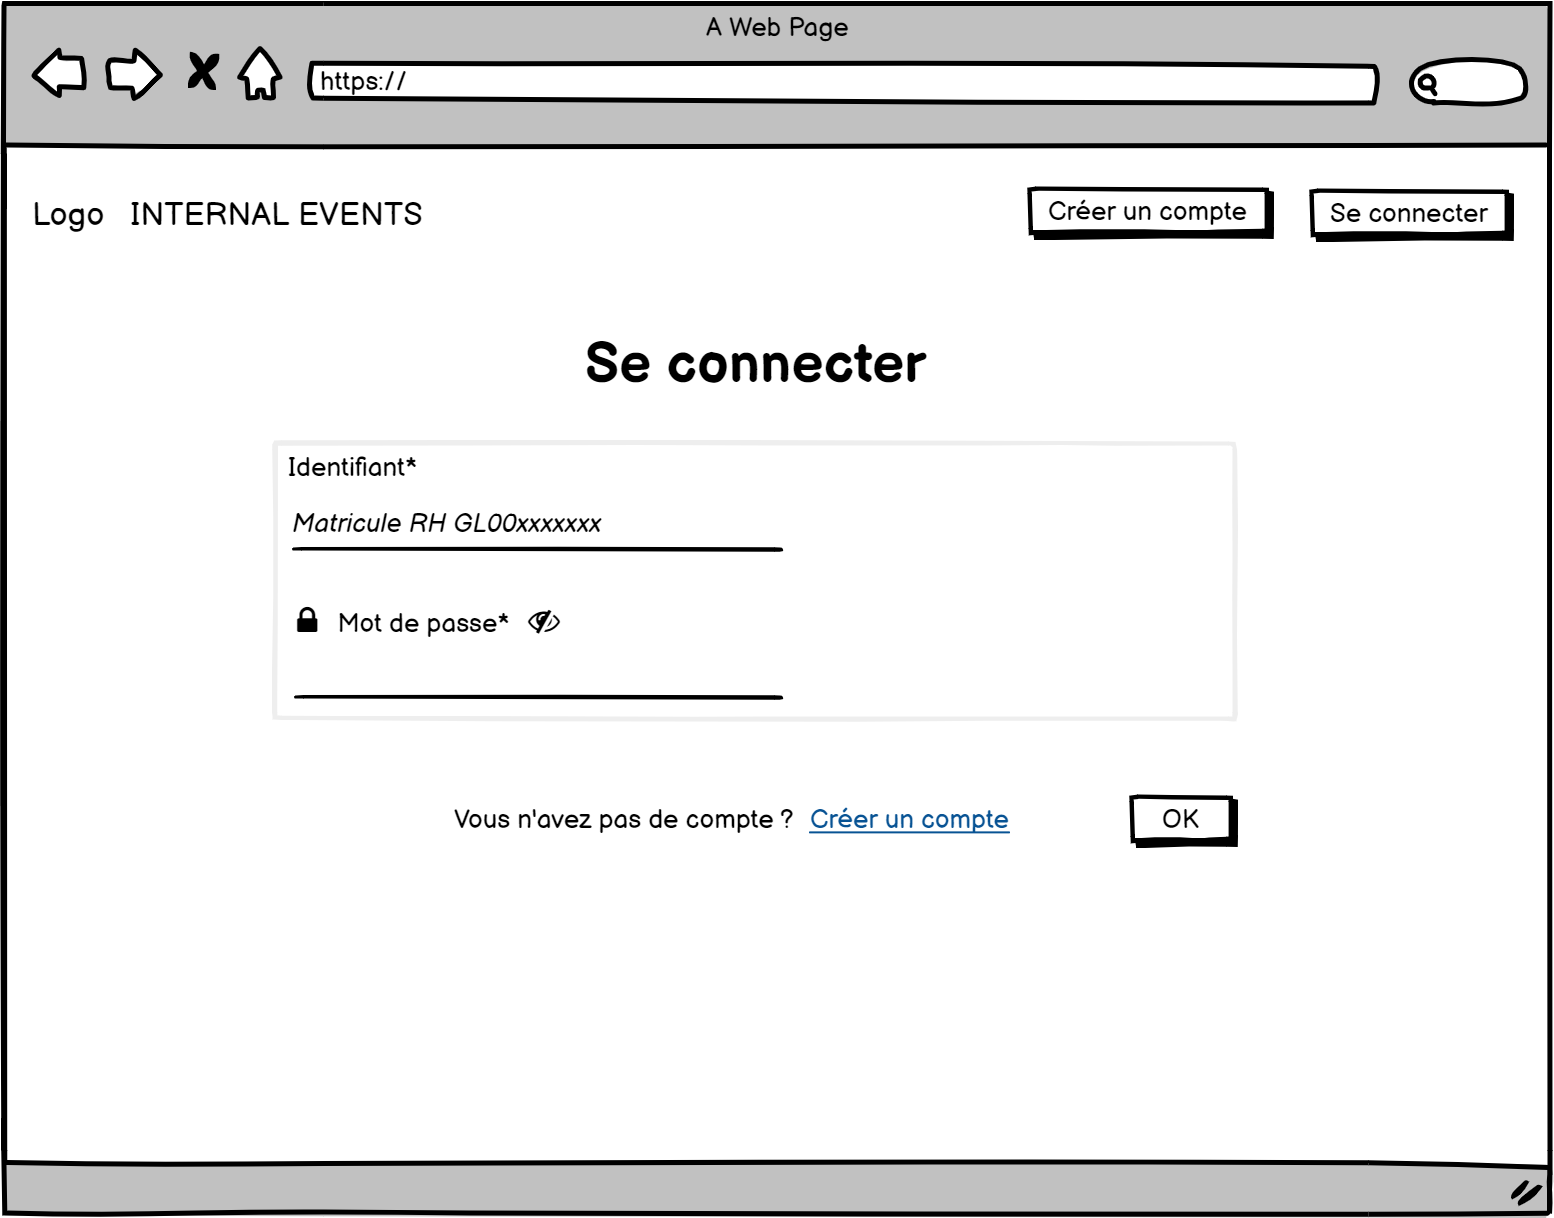 A Web Page
https://
Logo INTERNAL EVENTS
Créer un compte
Se connecter
Se connecter
Identifiant*
Matricule RH GL00xxxxxxx
Mot de passe*
Vous n'avez pas de compte ? Créer un compte
OK